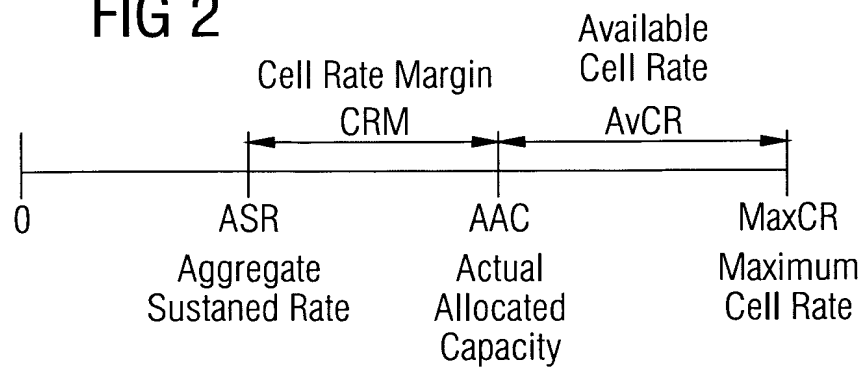 FIG 2
Available
Cell Rate
Cell Rate Margin
CRM
AvCR
0
ASR
AAC
MaxCR
Aggregate
Sustaned Rate
Actual
Allocated
Capacity
Maximum
Cell Rate